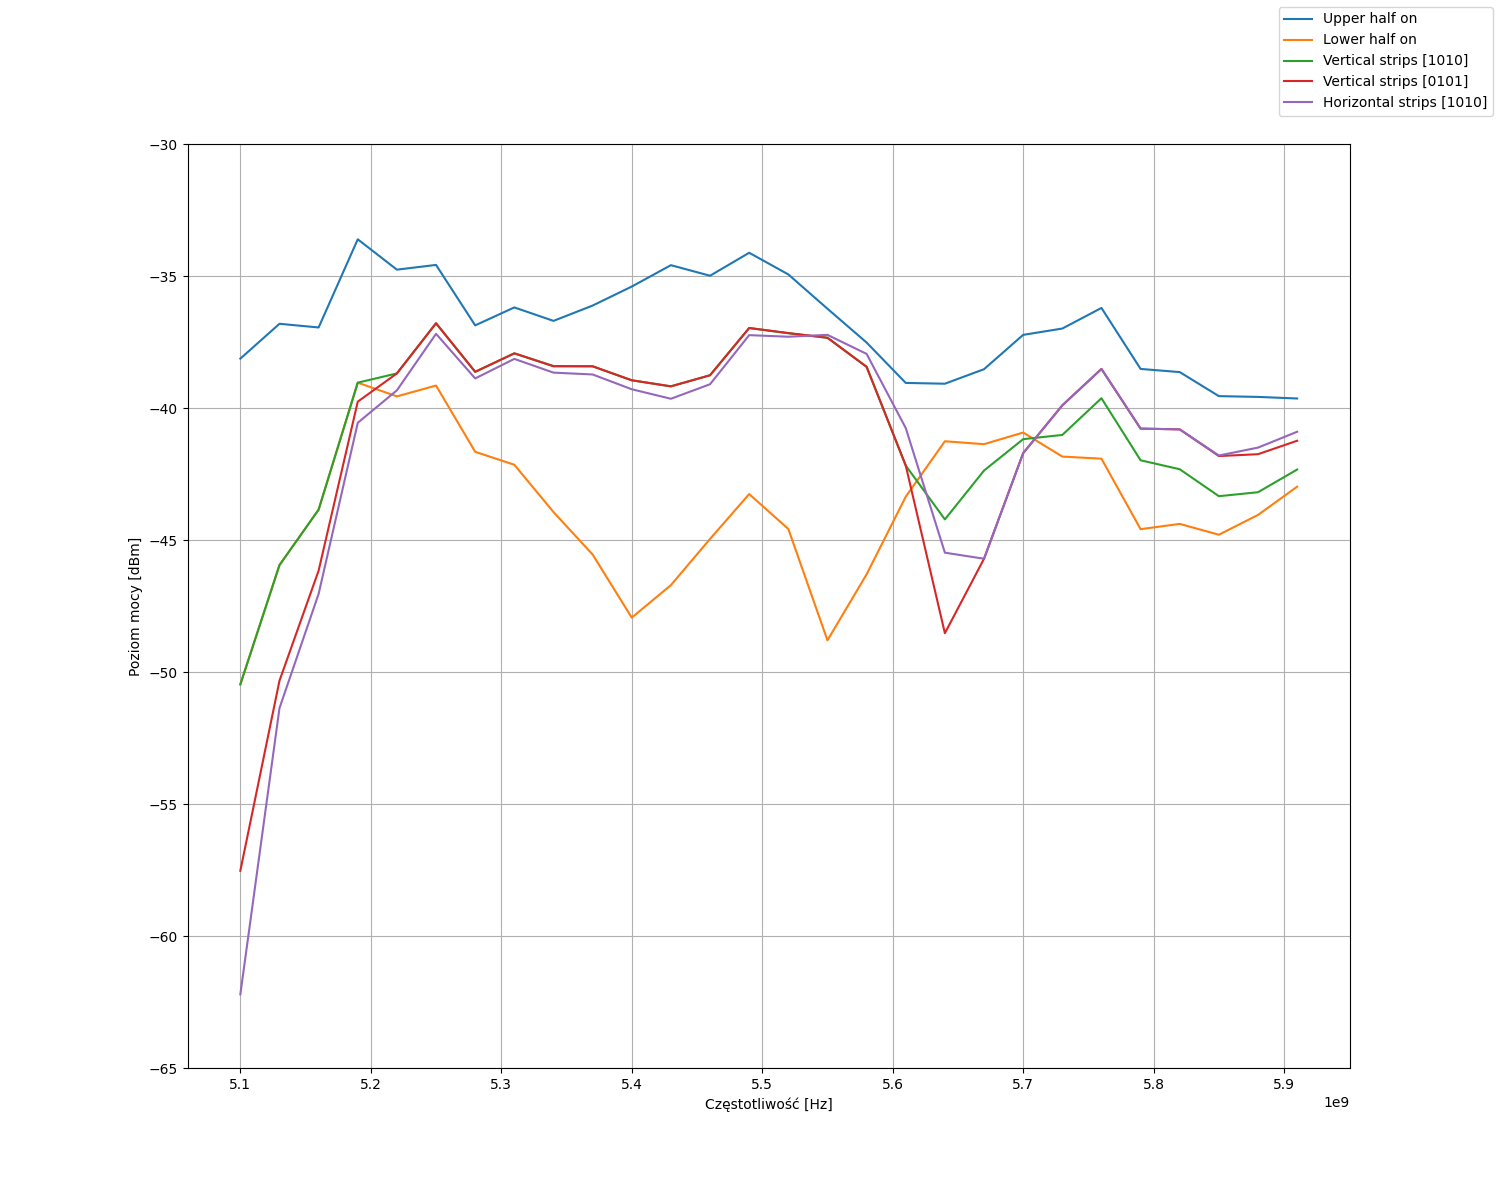 Upper half on
Lower half on
Vertical strips [1010]
Vertical strips [0101]
Horizontal strips [1010]
−30
−35
−40
−45
−50
−55
−60
−65
Poziom mocy [dBm]
5.1 5.2 5.3 5.4 5.5 5.6 5.7 5.8 5.9
1e9
Częstotliwość [Hz]